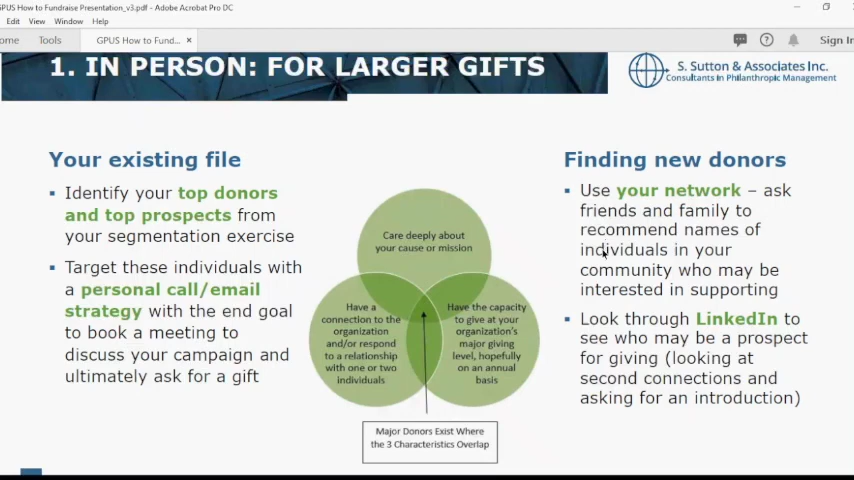 GPUS How to Fundraise Presentation_v3.pdf - Adobe Acrobat Pro DC
Edit View Window Help
ome Tools GPUS How to Fund... × Sign In
1. IN PERSON: FOR LARGER GIFTS
S. Sutton & Associates Inc.
Consultants in Philanthropic Management
Your existing file
▪ Identify your top donors
and top prospects from
your segmentation exercise
▪ Target these individuals with
a personal call/email
strategy with the end goal
to book a meeting to
discuss your campaign and
ultimately ask for a gift
Care deeply about
your cause or mission
Have a
connection to the
organization
and/or respond
to a relationship
with one or two
individuals
Have the capacity
to give at your
organization's
major giving
level, hopefully
on an annual
basis
Major Donors Exist Where
the 3 Characteristics Overlap
Finding new donors
▪ Use your network – ask
friends and family to
recommend names of
individuals in your
community who may be
interested in supporting
▪ Look through LinkedIn to
see who may be a prospect
for giving (looking at
second connections and
asking for an introduction)